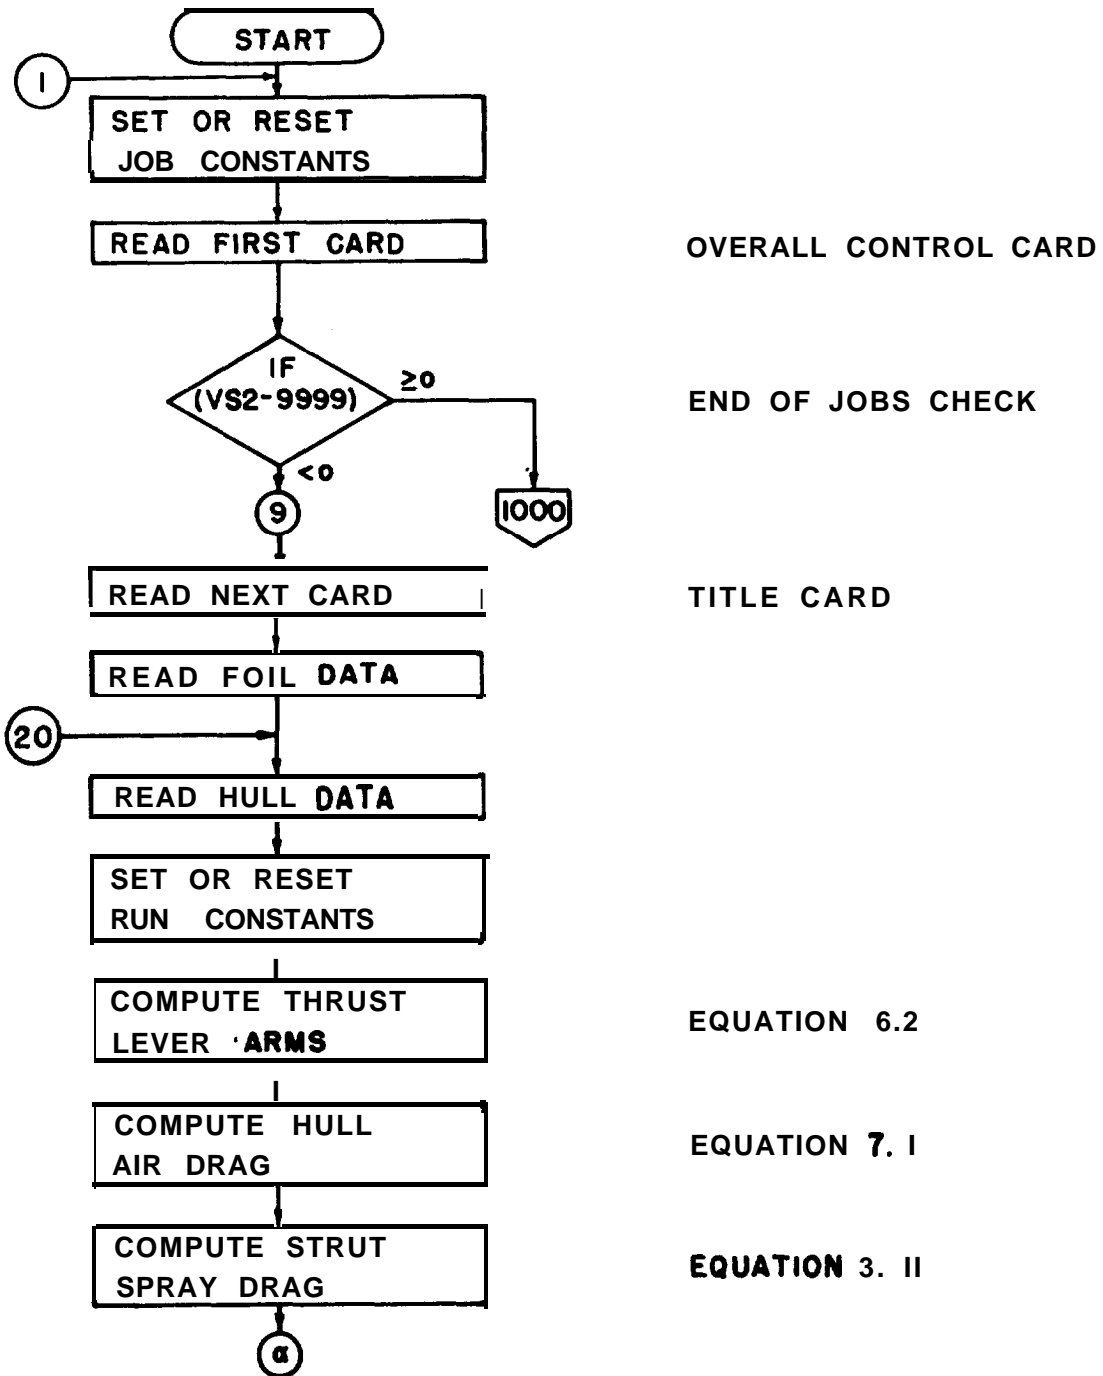 START
1
SET OR RESET
JOB CONSTANTS
READ FIRST CARD
OVERALL CONTROL CARD
IF
(VS2-9999)
≥0
END OF JOBS CHECK
<0
9
1000
READ NEXT CARD
TITLE CARD
READ FOIL DATA
20
READ HULL DATA
SET OR RESET
RUN CONSTANTS
COMPUTE THRUST
LEVER ARMS
EQUATION 6.2
COMPUTE HULL
AIR DRAG
EQUATION 7. I
COMPUTE STRUT
SPRAY DRAG
EQUATION 3. II
α